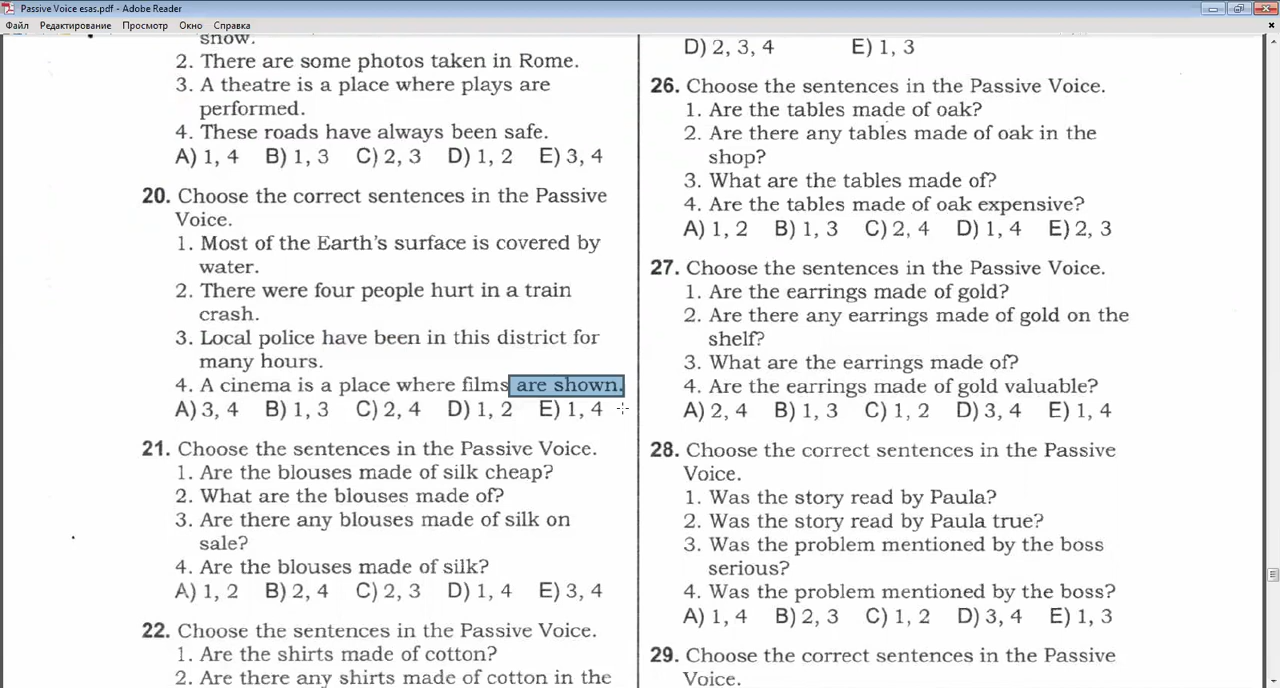 Passive Voice esas.pdf - Adobe Reader
Файл Редактирование Просмотр Окно Справка
snow.
2. There are some photos taken in Rome.
3. A theatre is a place where plays are
performed.
4. These roads have always been safe.
A) 1, 4 B) 1, 3 C) 2, 3 D) 1, 2 E) 3, 4
20. Choose the correct sentences in the Passive
Voice.
1. Most of the Earth's surface is covered by
water.
2. There were four people hurt in a train
crash.
3. Local police have been in this district for
many hours.
4. A cinema is a place where films are shown.
A) 3, 4 B) 1, 3 C) 2, 4 D) 1, 2 E) 1, 4
21. Choose the sentences in the Passive Voice.
1. Are the blouses made of silk cheap?
2. What are the blouses made of?
3. Are there any blouses made of silk on
sale?
4. Are the blouses made of silk?
A) 1, 2 B) 2, 4 C) 2, 3 D) 1, 4 E) 3, 4
22. Choose the sentences in the Passive Voice.
1. Are the shirts made of cotton?
2. Are there any shirts made of cotton in the
D) 2, 3, 4 E) 1, 3
26. Choose the sentences in the Passive Voice.
1. Are the tables made of oak?
2. Are there any tables made of oak in the
shop?
3. What are the tables made of?
4. Are the tables made of oak expensive?
A) 1, 2 B) 1, 3 C) 2, 4 D) 1, 4 E) 2, 3
27. Choose the sentences in the Passive Voice.
1. Are the earrings made of gold?
2. Are there any earrings made of gold on the
shelf?
3. What are the earrings made of?
4. Are the earrings made of gold valuable?
A) 2, 4 B) 1, 3 C) 1, 2 D) 3, 4 E) 1, 4
28. Choose the correct sentences in the Passive
Voice.
1. Was the story read by Paula?
2. Was the story read by Paula true?
3. Was the problem mentioned by the boss
serious?
4. Was the problem mentioned by the boss?
A) 1, 4 B) 2, 3 C) 1, 2 D) 3, 4 E) 1, 3
29. Choose the correct sentences in the Passive
Voice.